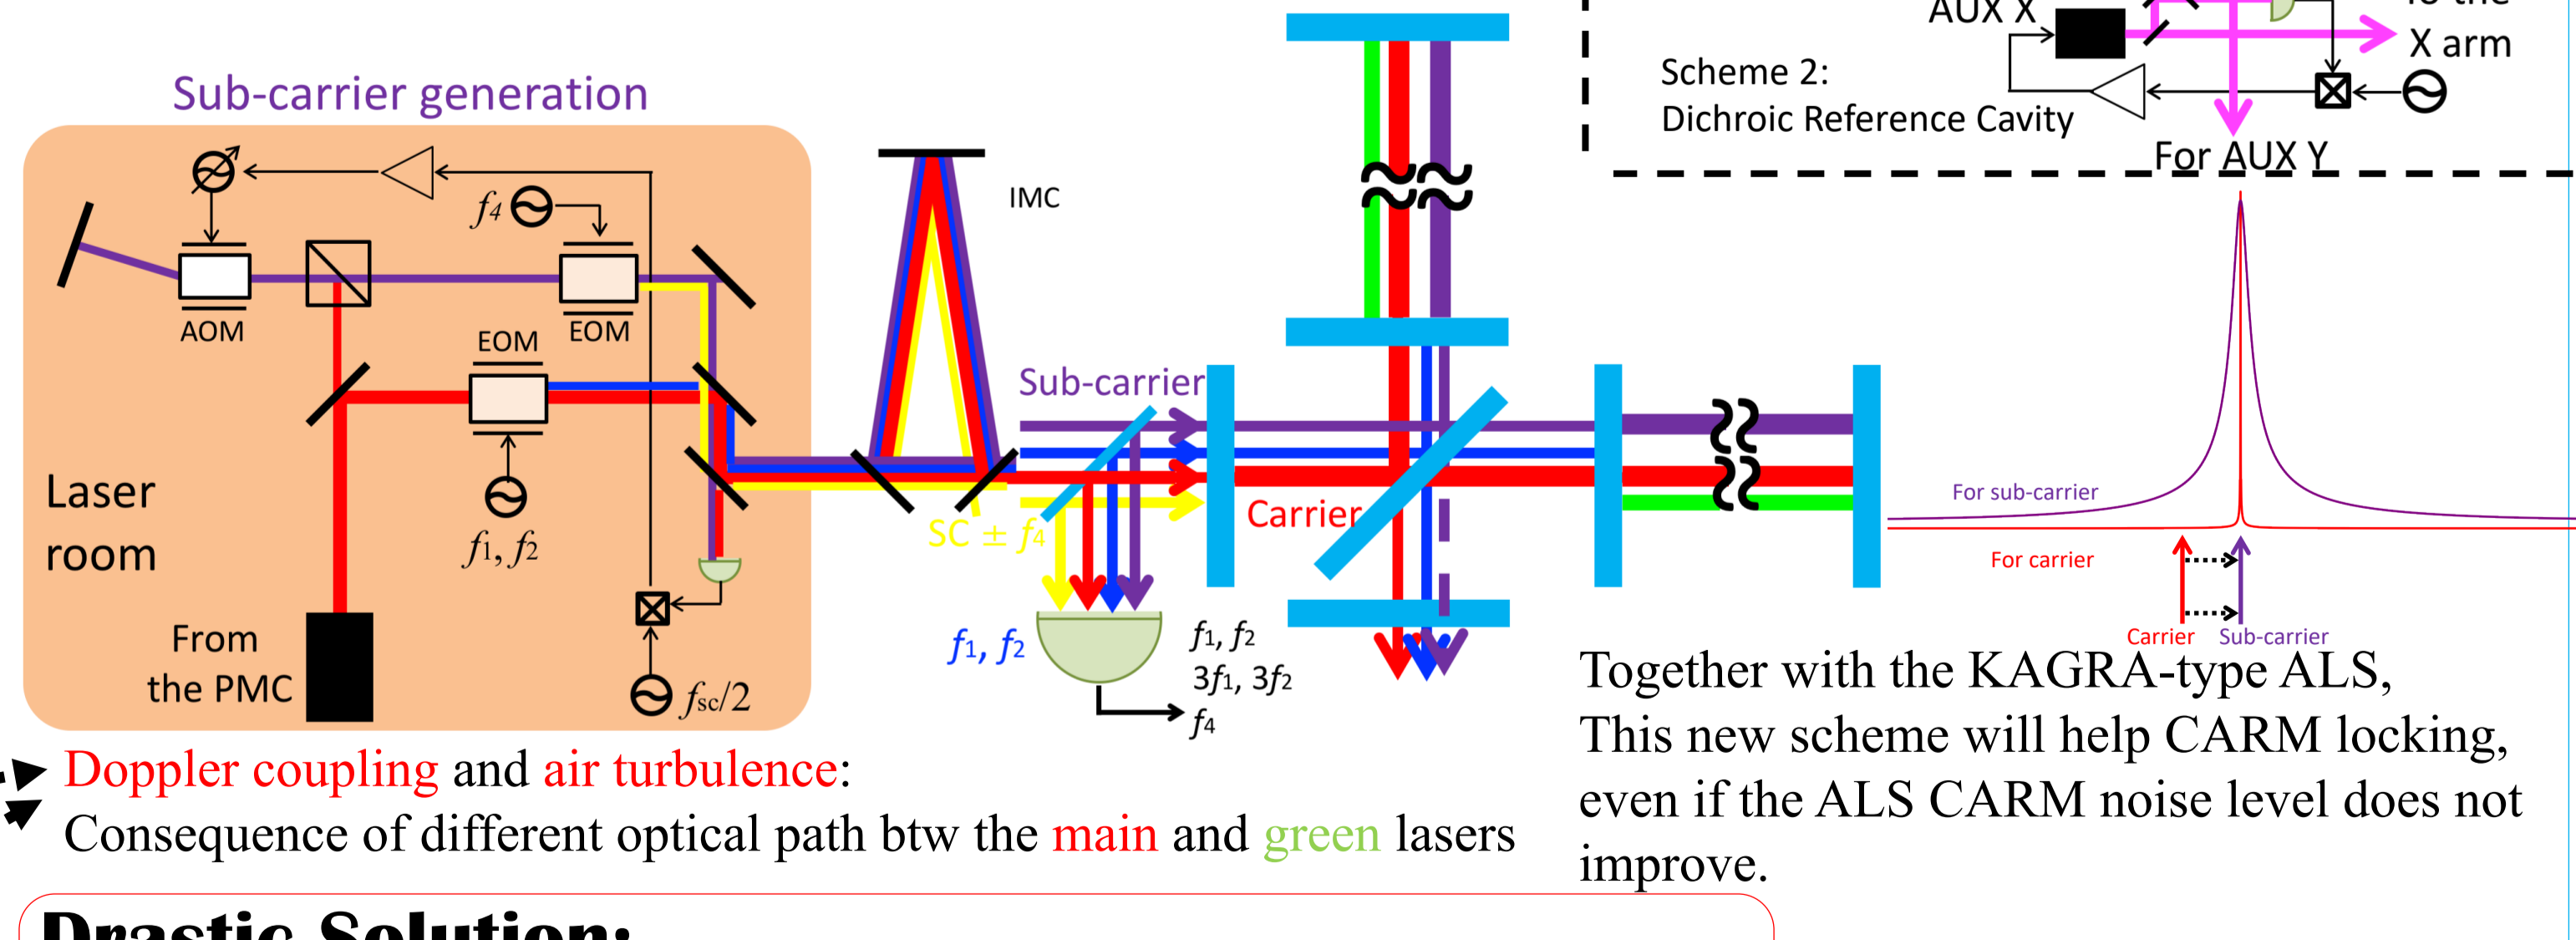 AUX X
To the
X arm
Scheme 2:
Dichroic Reference Cavity
For AUX Y
Sub-carrier generation
f4
IMC
AOM
EOM
EOM
Laser
room
f1, f2
From
the PMC
fsc/2
Sub-carrier
Carrier
SC ± f4
f1, f2
f1, f2
3f1, 3f2
f4
For sub-carrier
For carrier
Carrier
Sub-carrier
Together with the KAGRA-type ALS,
This new scheme will help CARM locking,
even if the ALS CARM noise level does not
improve.
Doppler coupling and air turbulence:
Consequence of different optical path btw the main and green lasers
Drastic Solution: